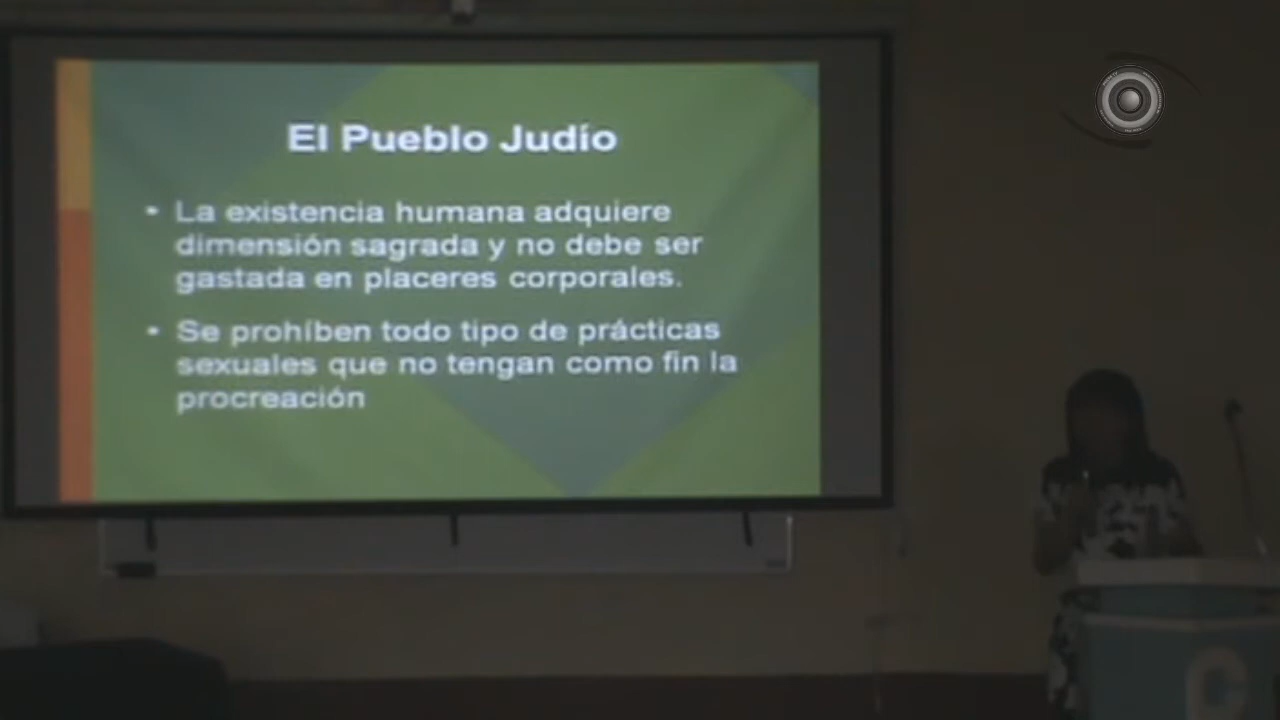 El Pueblo Judío
• La existencia humana adquiere
dimensión sagrada y no debe ser
gastada en placeres corporales.
• Se prohíben todo tipo de prácticas
sexuales que no tengan como fin la
procreación